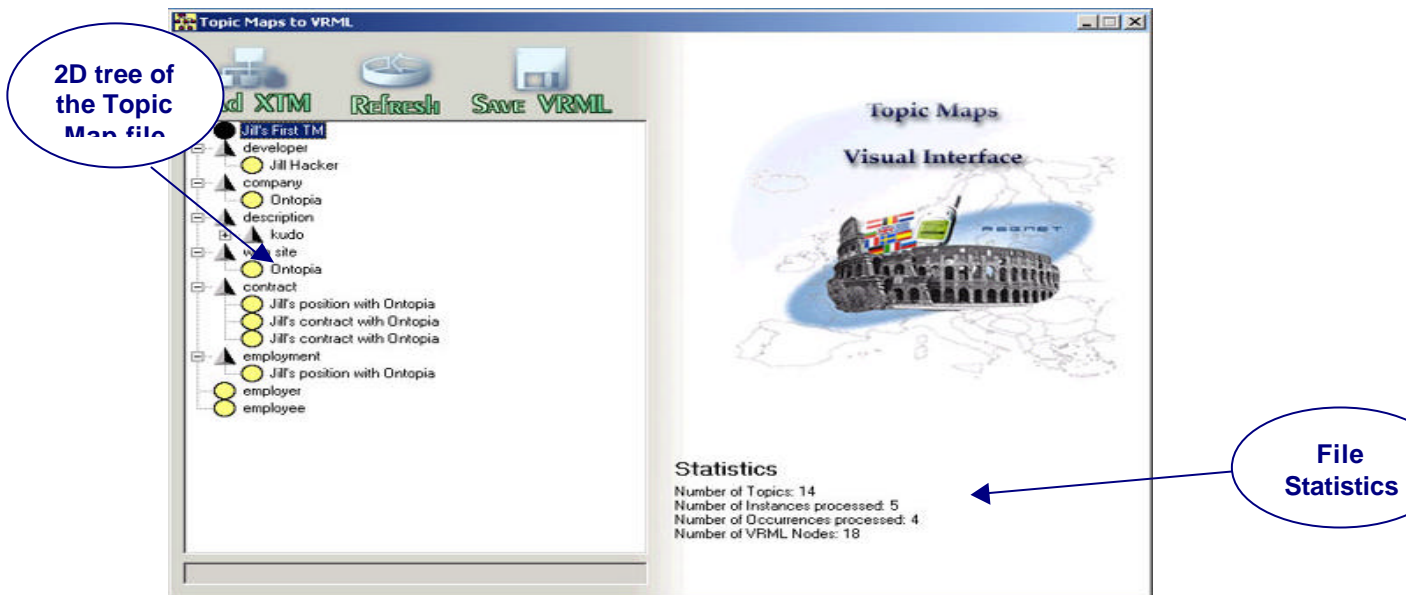 Topic Maps to VRML
2D tree of
the Topic
Map file
XTM
Refresh
Save VRML
Jill's First TM
developer
Jill Hacker
company
Ontopia
description
kudo
site
Ontopia
contract
Jill's position with Ontopia
Jill's contract with Ontopia
Jill's contract with Ontopia
employment
Jill's position with Ontopia
employer
employee
Topic Maps
Visual Interface
REGNET
Statistics
Number of Topics: 14
Number of Instances processed: 5
Number of Occurrences processed: 4
Number of VRML Nodes: 18
File
Statistics